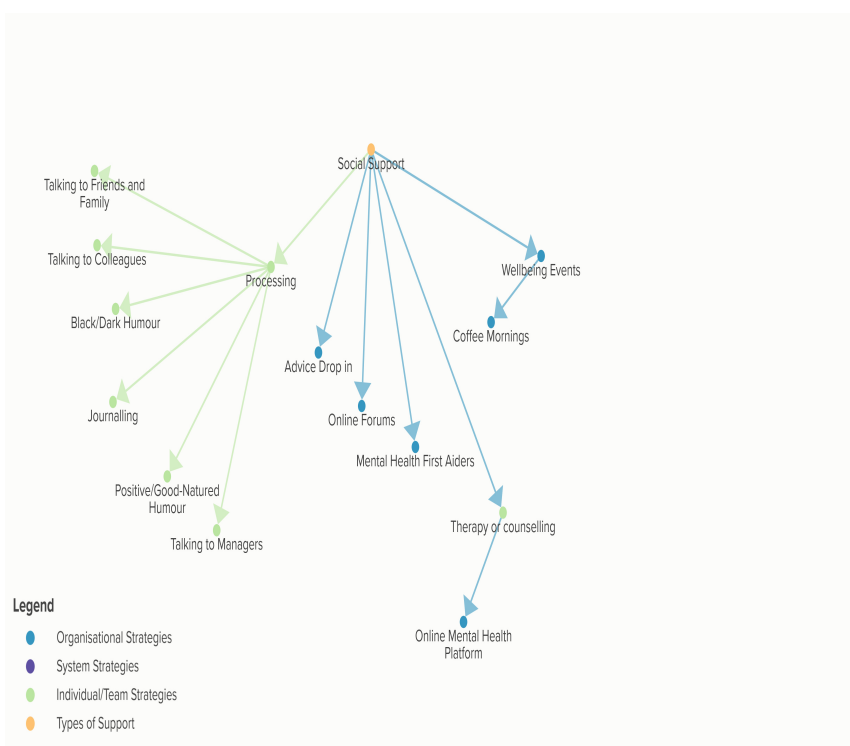 Social Support
Talking to Friends and
Family
Talking to Colleagues
Processing
Wellbeing Events
Black/Dark Humour
Coffee Mornings
Advice Drop in
Journalling
Online Forums
Mental Health First Aiders
Positive/Good-Natured
Humour
Talking to Managers
Therapy or counselling
Online Mental Health
Platform
Legend
Organisational Strategies
System Strategies
Individual/Team Strategies
Types of Support